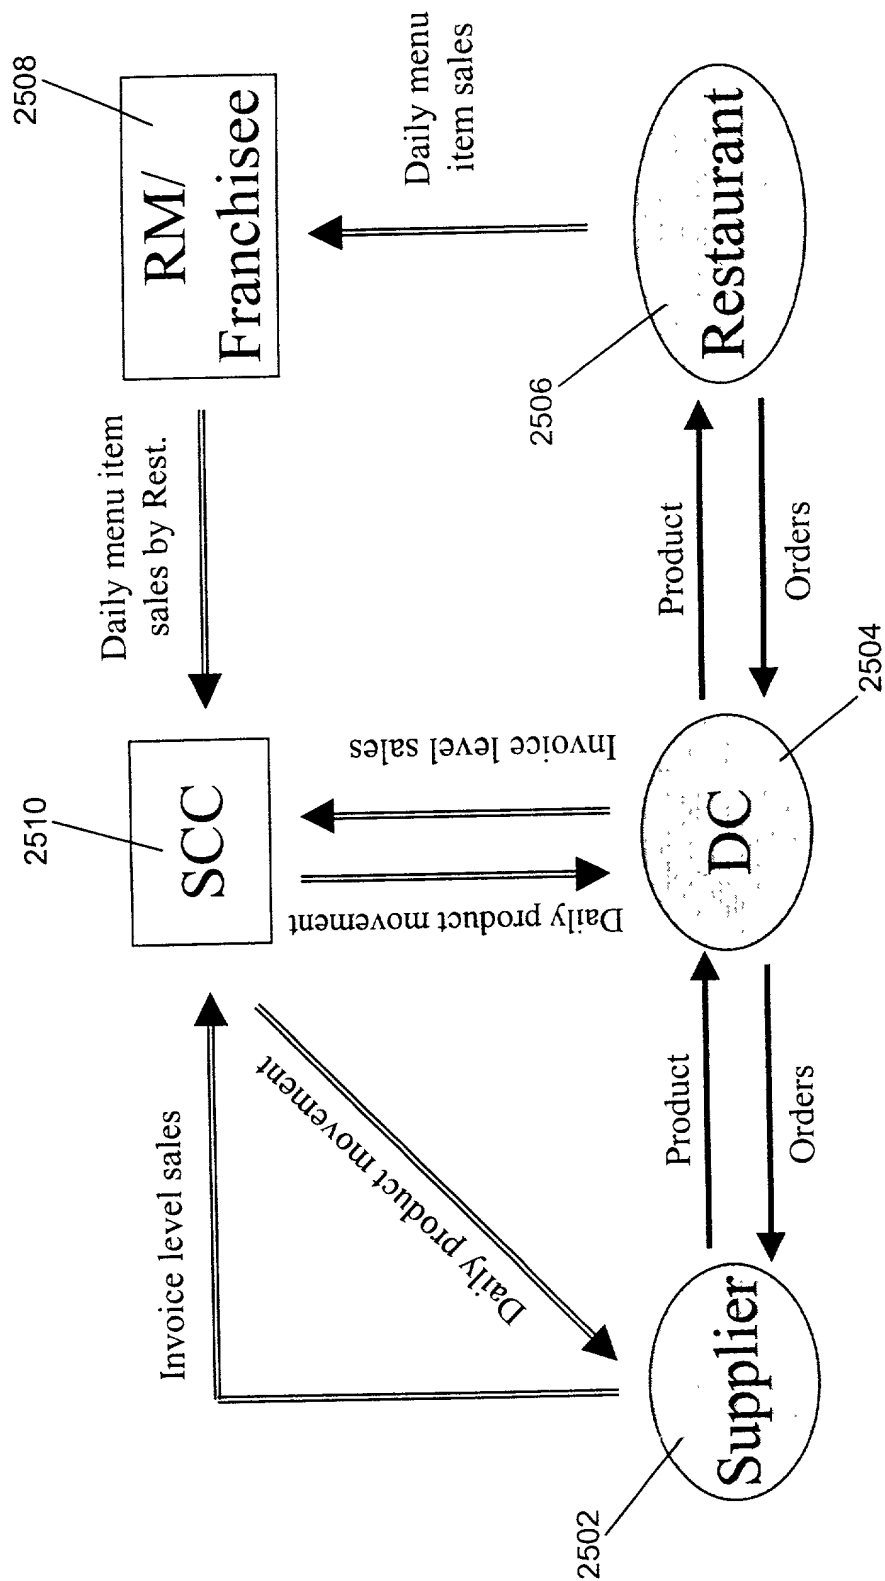 2510
2508
SCC
RM/
Franchisee
Daily menu item
sales by Rest.
Invoice level sales
Daily product movement
Daily product movement
Invoice level sales
Daily menu
item sales
2502
Supplier
Product
Orders
DC
2504
Product
Orders
2506
Restaurant